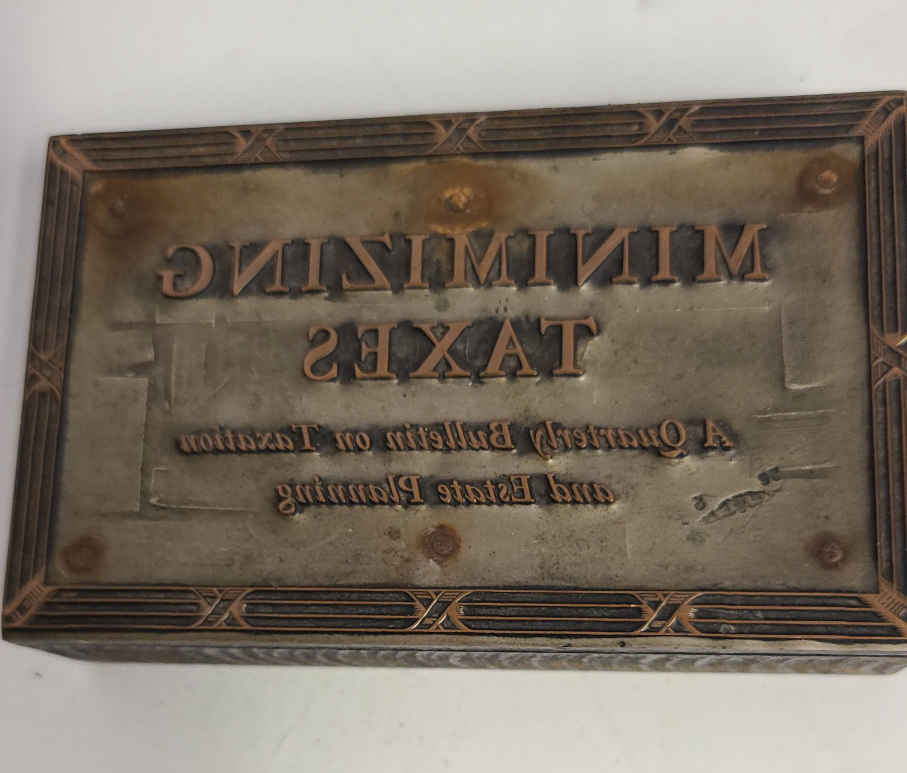 MINIMIZING
TAXES
A Quarterly Bulletin on Taxation
and Estate Planning